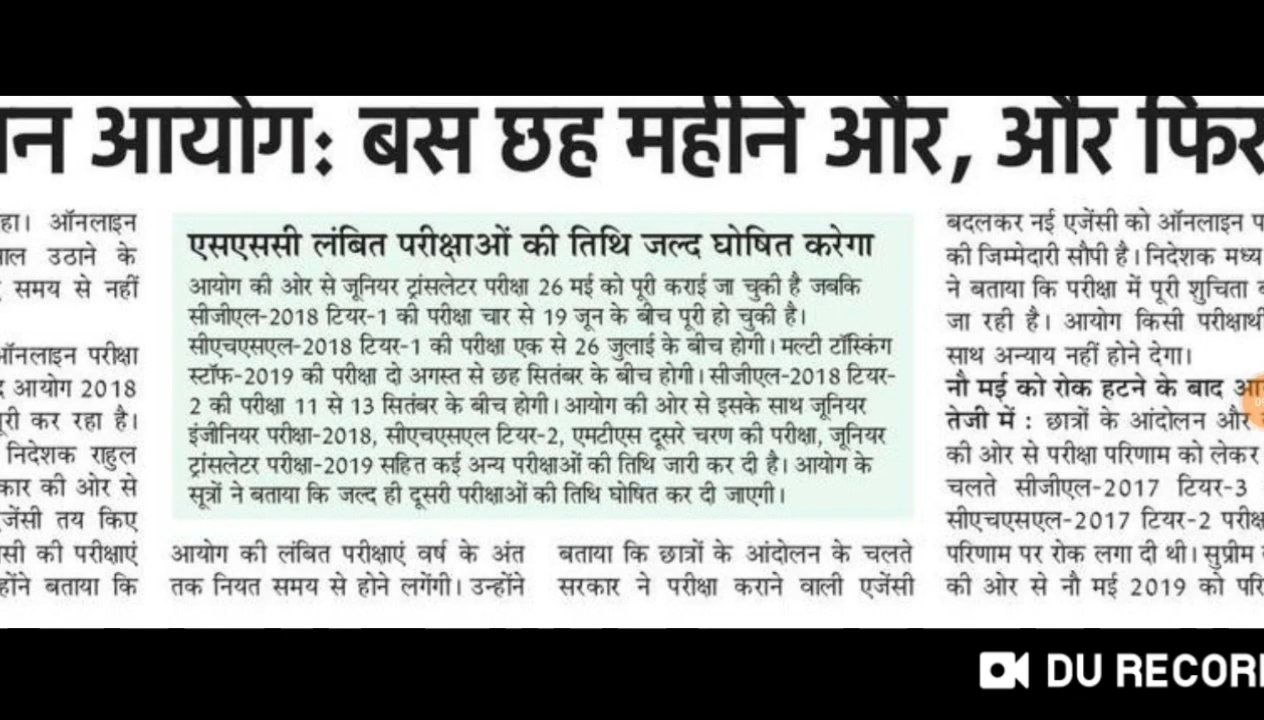 आयोग: बस छह महीने और, और फिर
हा। ऑनलाइन
उठाने के
समय से नहीं
ऑनलाइन परीक्षा
आयोग 2018
कर रहा है।
निदेशक राहुल
की ओर से
तय किए
की परीक्षाएं
बताया कि
एसएससी लंबित परीक्षाओं की तिथि जल्द घोषित करेगा
आयोग की ओर से जूनियर ट्रांसलेटर परीक्षा 26 मई को पूरी कराई जा चुकी है जबकि
सीजीएल-2018 टियर-1 की परीक्षा चार से 19 जून के बीच पूरी हो चुकी है।
सीएचएसएल-2018 टियर-1 की परीक्षा एक से 26 जुलाई के बीच होगी। मल्टी टॉस्किंग
स्टॉफ-2019 की परीक्षा दो अगस्त से छह सितंबर के बीच होगी। सीजीएल-2018 टियर-
2 की परीक्षा 11 से 13 सितंबर के बीच होगी। आयोग की ओर से इसके साथ जूनियर
इंजीनियर परीक्षा-2018, सीएचएसएल टियर-2, एमटीएस दूसरे चरण की परीक्षा, जूनियर
ट्रांसलेटर परीक्षा-2019 सहित कई अन्य परीक्षाओं की तिथि जारी कर दी है। आयोग के
सूत्रों ने बताया कि जल्द ही दूसरी परीक्षाओं की तिथि घोषित कर दी जाएगी।
आयोग की लंबित परीक्षाएं वर्ष के अंत
तक नियत समय से होने लगेंगी। उन्होंने
बताया कि छात्रों के आंदोलन के चलते
सरकार ने परीक्षा कराने वाली एजेंसी
बदलकर नई एजेंसी को ऑनलाइन
की जिम्मेदारी सौपी है। निदेशक मध्य
ने बताया कि परीक्षा में पूरी शुचिता
जा रही है। आयोग किसी परीक्षार्थी
साथ अन्याय नहीं होने देगा।
नौ मई को रोक हटने के बाद
तेजी में : छात्रों के आंदोलन और
की ओर से परीक्षा परिणाम को लेकर
चलते सीजीएल-2017 टियर-3
सीएचएसएल-2017 टियर-2
परिणाम पर रोक लगा दी थी। सुप्रीम
की ओर से नौ मई 2019 को
DU RECOR